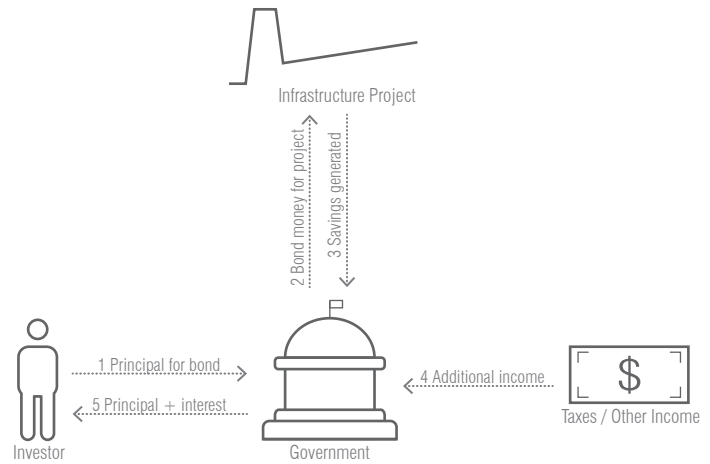 Infrastructure Project
2 Bond money for project
3 Savings generated
1 Principal for bond
5 Principal + interest
4 Additional income
$
Taxes / Other Income
Investor
Government